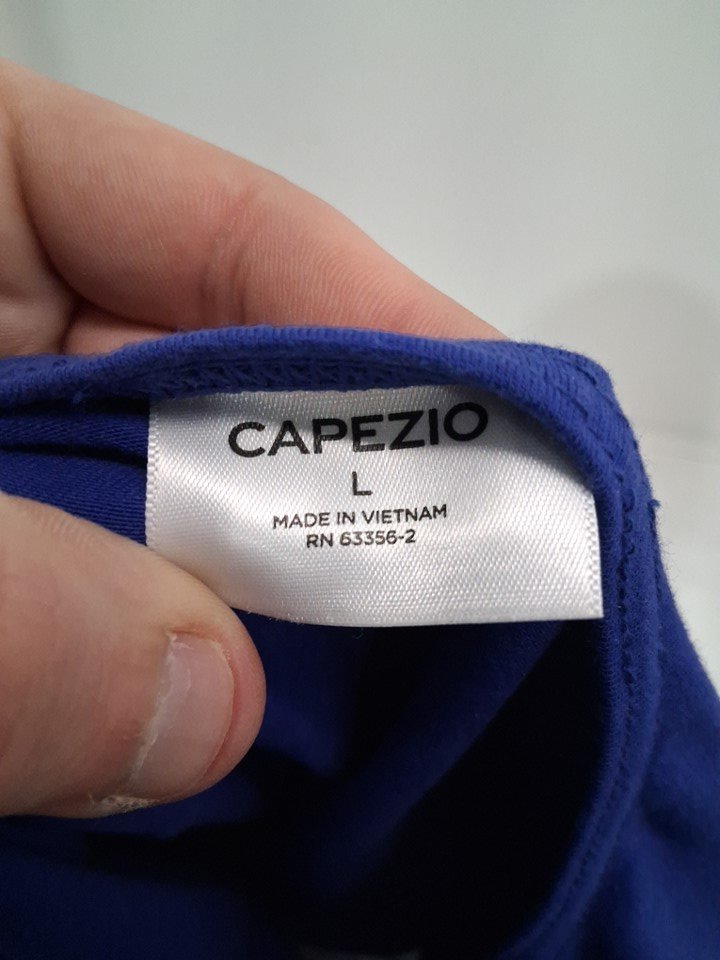 CAPEZIO
L
MADE IN VIETNAM
RN 63356-2